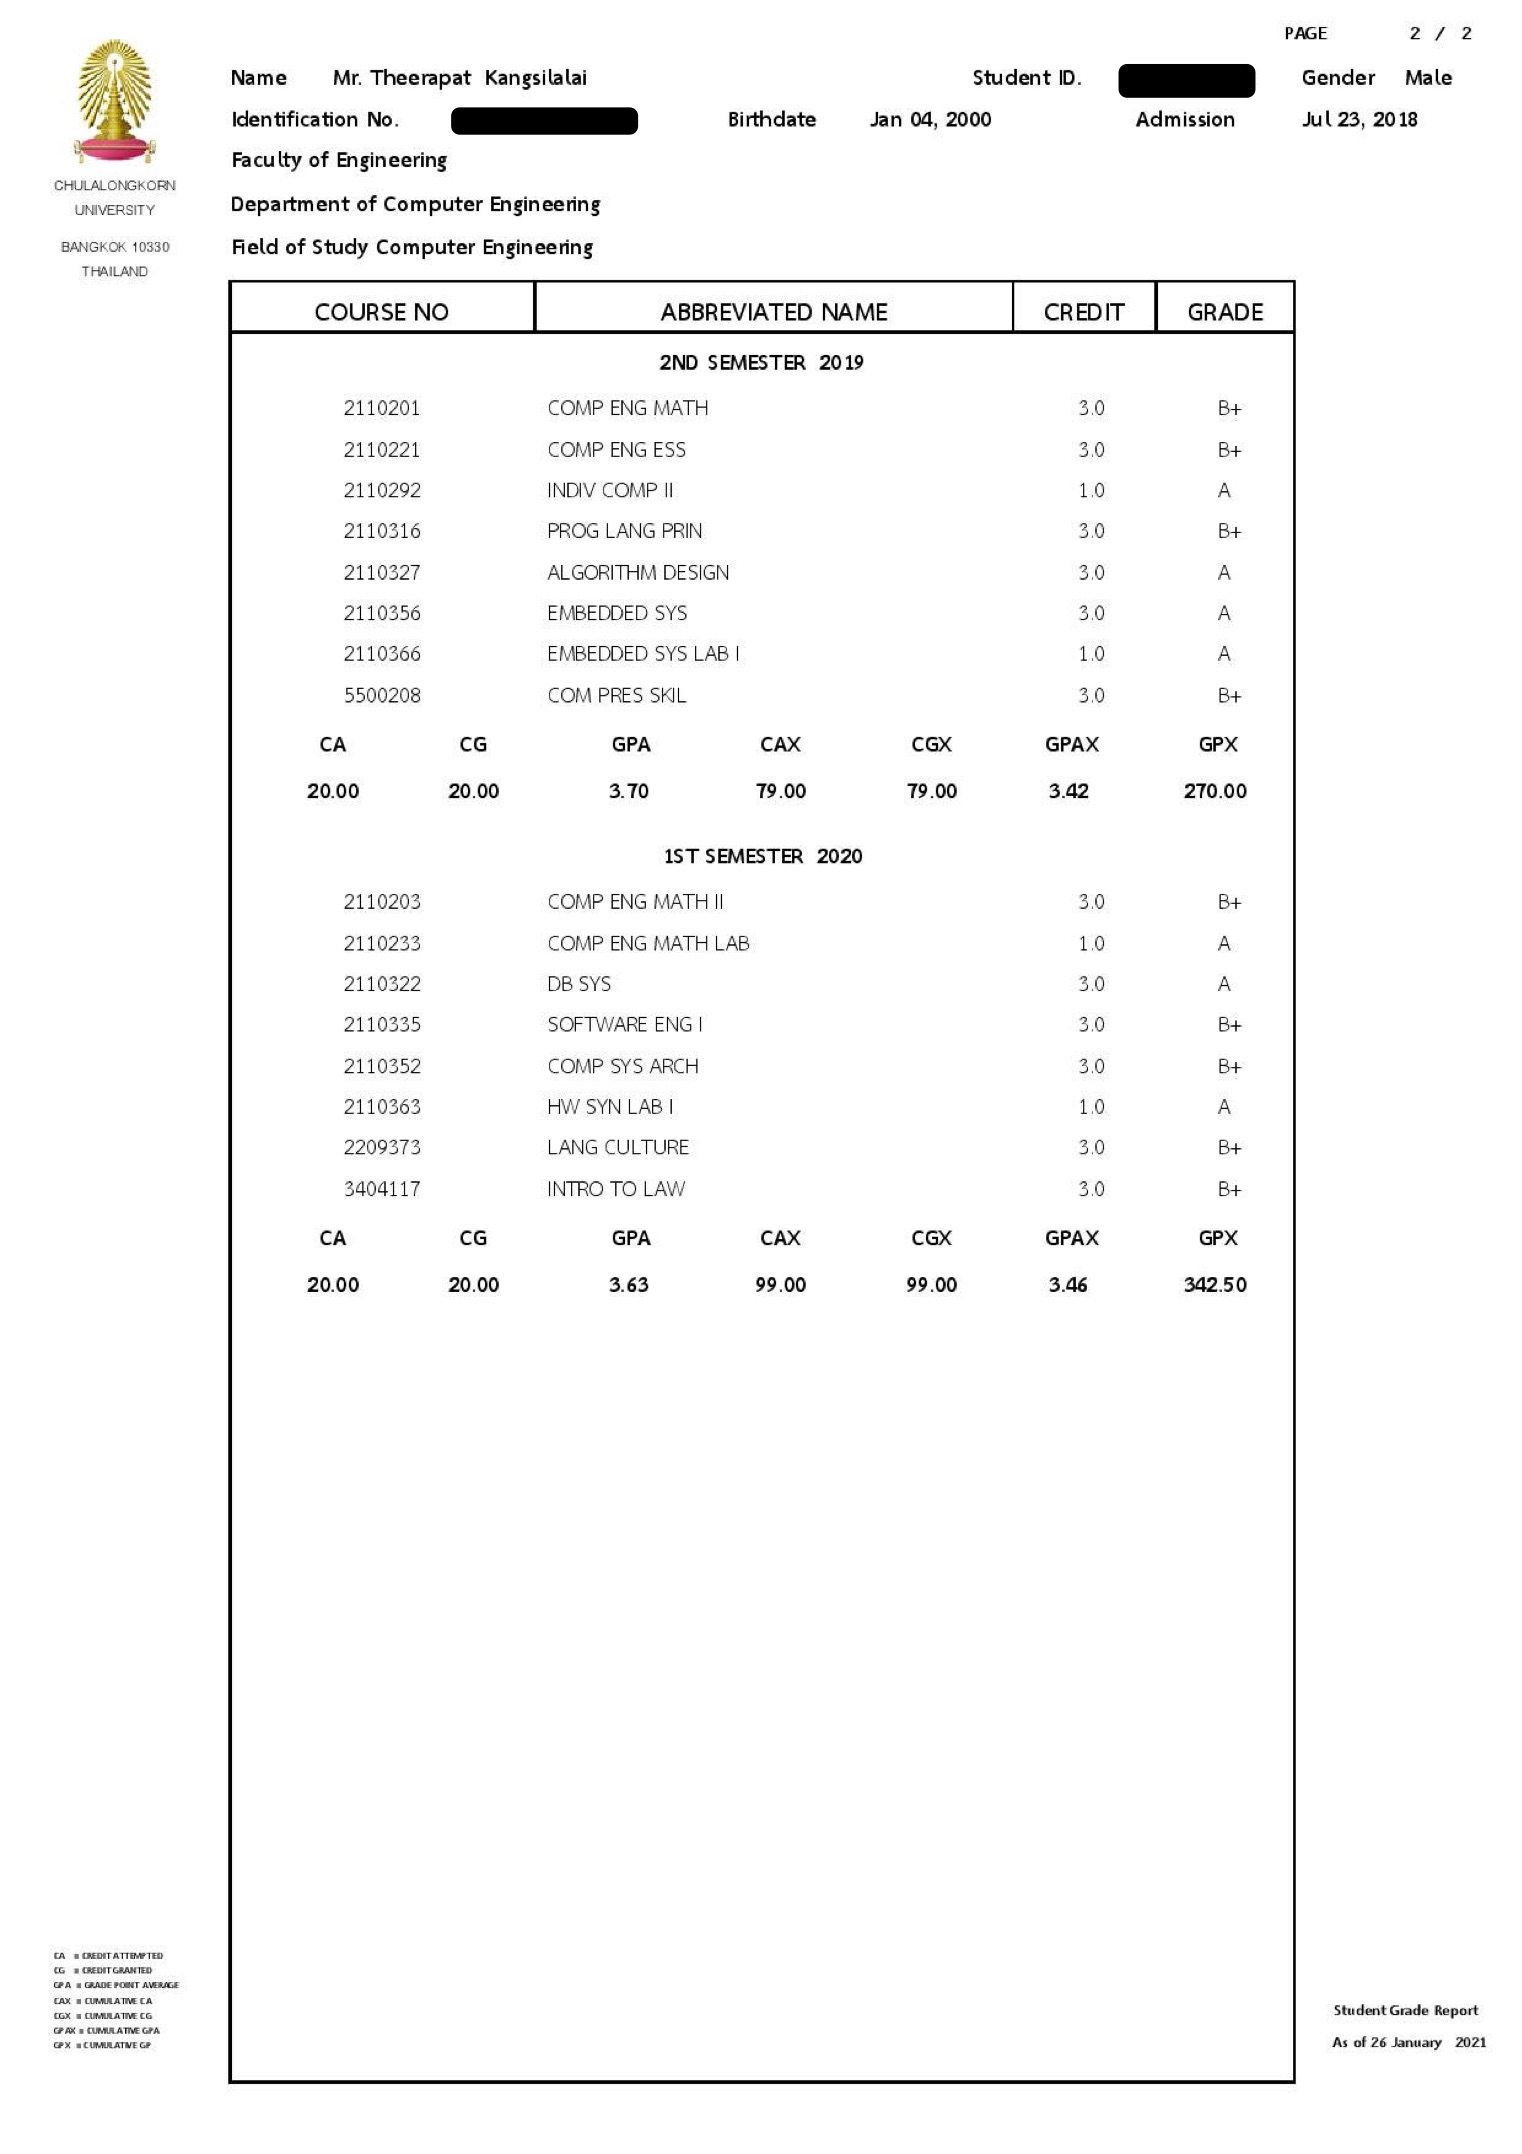 PAGE 2 / 2
Name Mr. Theerapat Kangsilalai Student ID. Gender Male
Identification No. Birthdate Jan 04, 2000 Admission Jul 23, 2018
Faculty of Engineering
Department of Computer Engineering
Field of Study Computer Engineering
CHULALONGKORN
UNIVERSITY
BANGKOK 10330
THAILAND
COURSE NO ABBREVIATED NAME CREDIT GRADE
2ND SEMESTER 2019
2110201 COMP ENG MATH 3.0 B+
2110221 COMP ENG ESS 3.0 B+
2110292 INDIV COMP II 1.0 A
2110316 PROG LANG PRIN 3.0 B+
2110327 ALGORITHM DESIGN 3.0 A
2110356 EMBEDDED SYS 3.0 A
2110366 EMBEDDED SYS LAB I 1.0 A
5500208 COM PRES SKIL 3.0 B+
CA CG GPA CAX CGX GPAX GPX
20.00 20.00 3.70 79.00 79.00 3.42 270.00
1ST SEMESTER 2020
2110203 COMP ENG MATH II 3.0 B+
2110233 COMP ENG MATH LAB 1.0 A
2110322 DB SYS 3.0 A
2110335 SOFTWARE ENG I 3.0 B+
2110352 COMP SYS ARCH 3.0 B+
2110363 HW SYN LAB I 1.0 A
2209373 LANG CULTURE 3.0 B+
3404117 INTRO TO LAW 3.0 B+
CA CG GPA CAX CGX GPAX GPX
20.00 20.00 3.63 99.00 99.00 3.46 342.50
CA = CREDIT ATTEMPTED
CG = CREDIT GRANTED
GPA = GRADE POINT AVERAGE
CAX = CUMULATIVE CA
CGX = CUMULATIVE CG
GPAX = CUMULATIVE GPA
GPX = CUMULATIVE GP
Student Grade Report
As of 26 January 2021